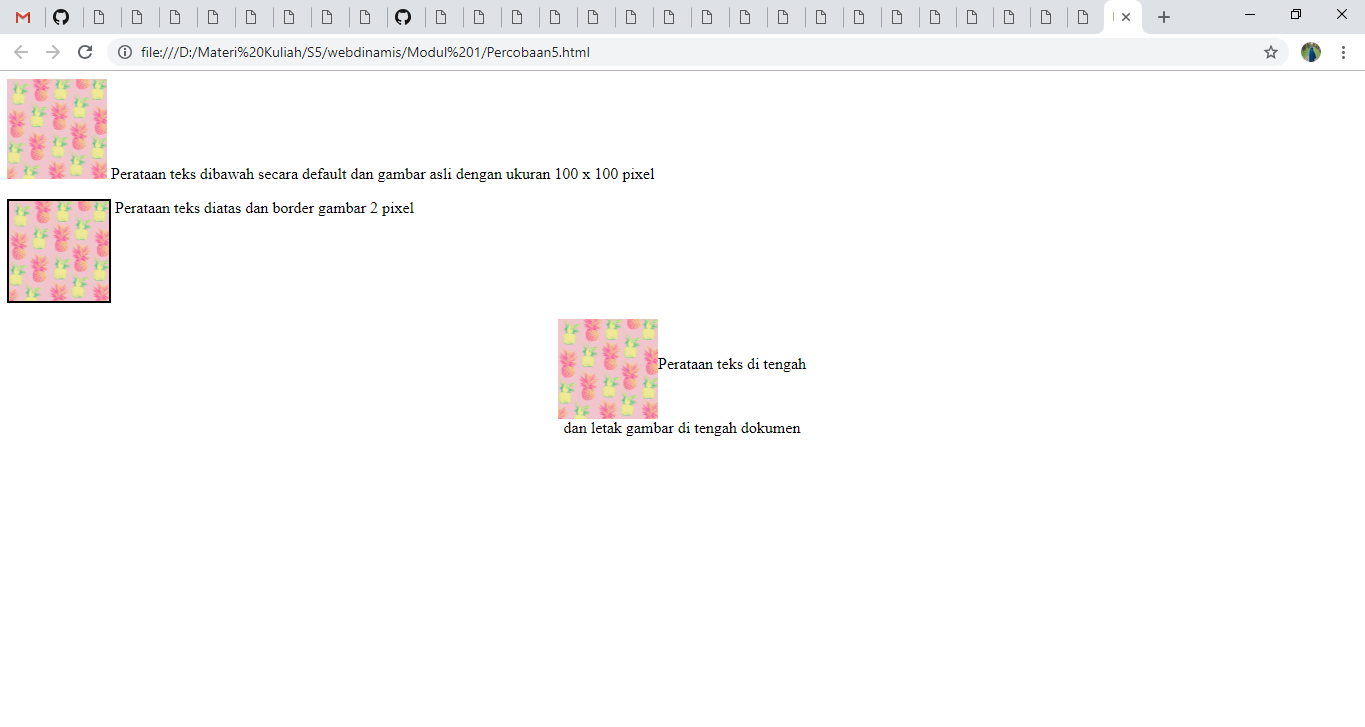 file:///D:/Materi%20Kuliah/S5/webdinamis/Modul%201/Percobaan5.html
Perataan teks dibawah secara default dan gambar asli dengan ukuran 100 x 100 pixel
Perataan teks diatas dan border gambar 2 pixel
Perataan teks di tengah
dan letak gambar di tengah dokumen